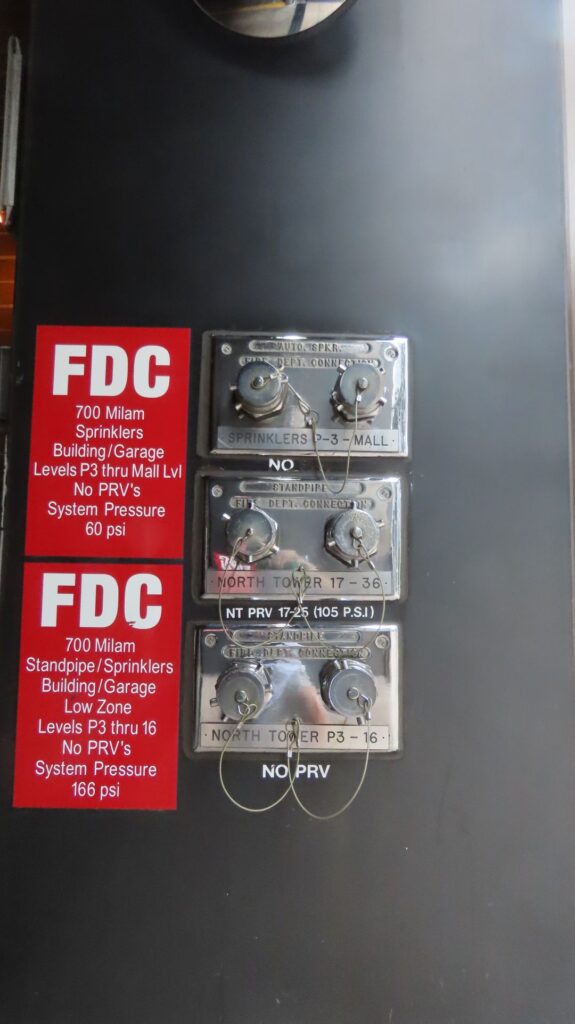 FDC
700 Milam
Sprinklers
Building/Garage
Levels P3 thru Mall Lvl
No PRV's
System Pressure
60 psi
FDC
700 Milam
Standpipe/Sprinklers
Building/Garage
Low Zone
Levels P3 thru 16
No PRV's
System Pressure
166 psi
AUTO. SPKR.
FIRE DEPT. CONNECTION
SPRINKLERS P-3 - MALL
NO
STANDPIPE
FIRE DEPT. CONNECTION
NORTH TOWER 17 - 36
NT PRV 17-25 (105 P.S.I)
STANDPIPE
FIRE DEPT. CONNECTION
NORTH TOWER P3 - 16
NO PRV